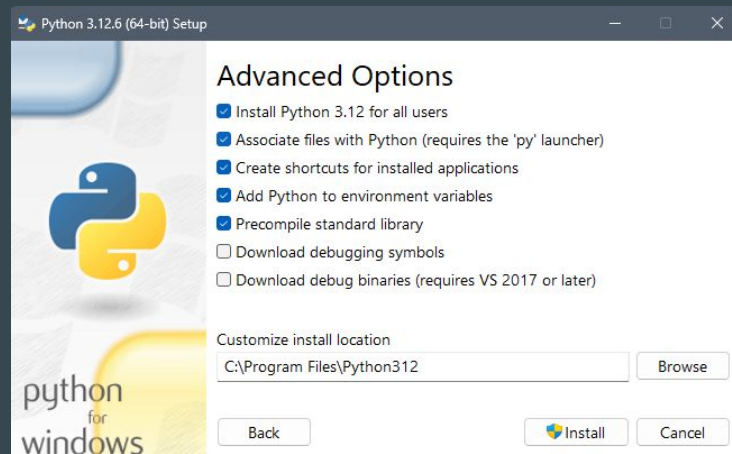 Python 3.12.6 (64-bit) Setup
Advanced Options
Install Python 3.12 for all users
Associate files with Python (requires the 'py' launcher)
Create shortcuts for installed applications
Add Python to environment variables
Precompile standard library
Download debugging symbols
Download debug binaries (requires VS 2017 or later)
Customize install location
C:\Program Files\Python312
Browse
python
for
windows
Back
Install
Cancel